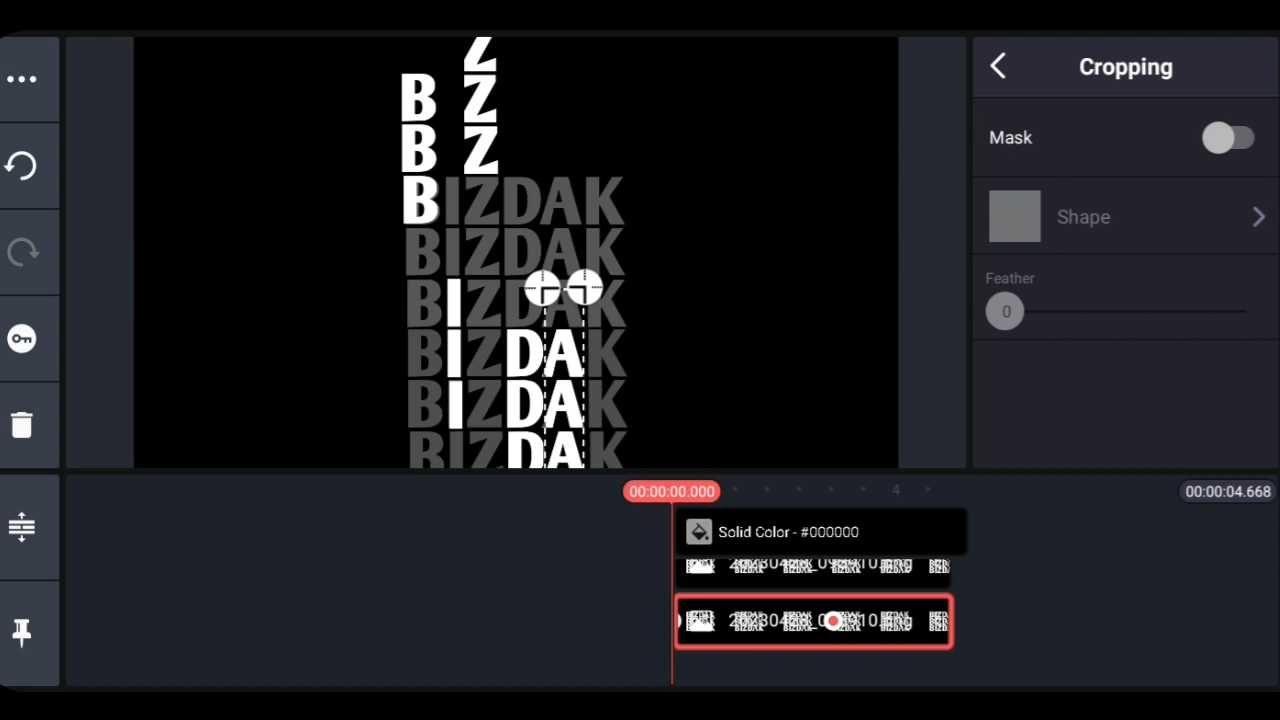 Z
B Z
B Z
BIZDAK
BIZDAK
BIZDAK
BIZDAK
BIZDAK
BIZDAK
Cropping
Mask
Shape
Feather
0
00:00:00.000
4
00:00:04.668
Solid Color - #000000